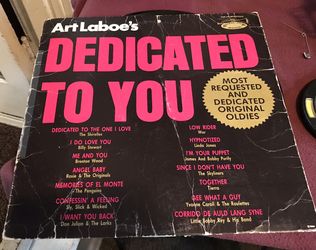 Art Laboe's
DEDICATED
TO YOU
MOST
REQUESTED
AND
DEDICATED
ORIGINAL
OLDIES
DEDICATED TO THE ONE I LOVE
The Shirelles
I DO LOVE YOU
Billy Stewart
ME AND YOU
Brenton Wood
ANGEL BABY
Rosie & The Originals
MEMORIES OF EL MONTE
The Penguins
CONFESSIN' A FEELING
Sly, Slick & Wicked
I WANT YOU BACK
Don Julian & The Larks
LOW RIDER
War
HYPNOTIZED
Linda Jones
I'M YOUR PUPPET
James And Bobby Purify
SINCE I DON'T HAVE YOU
The Skyliners
TOGETHER
Tierra
GEE WHAT A GUY
Yvonne Carroll & The Roulettes
CORRIDO DE AULD LANG SYNE
Little Bobby Rey & His Band